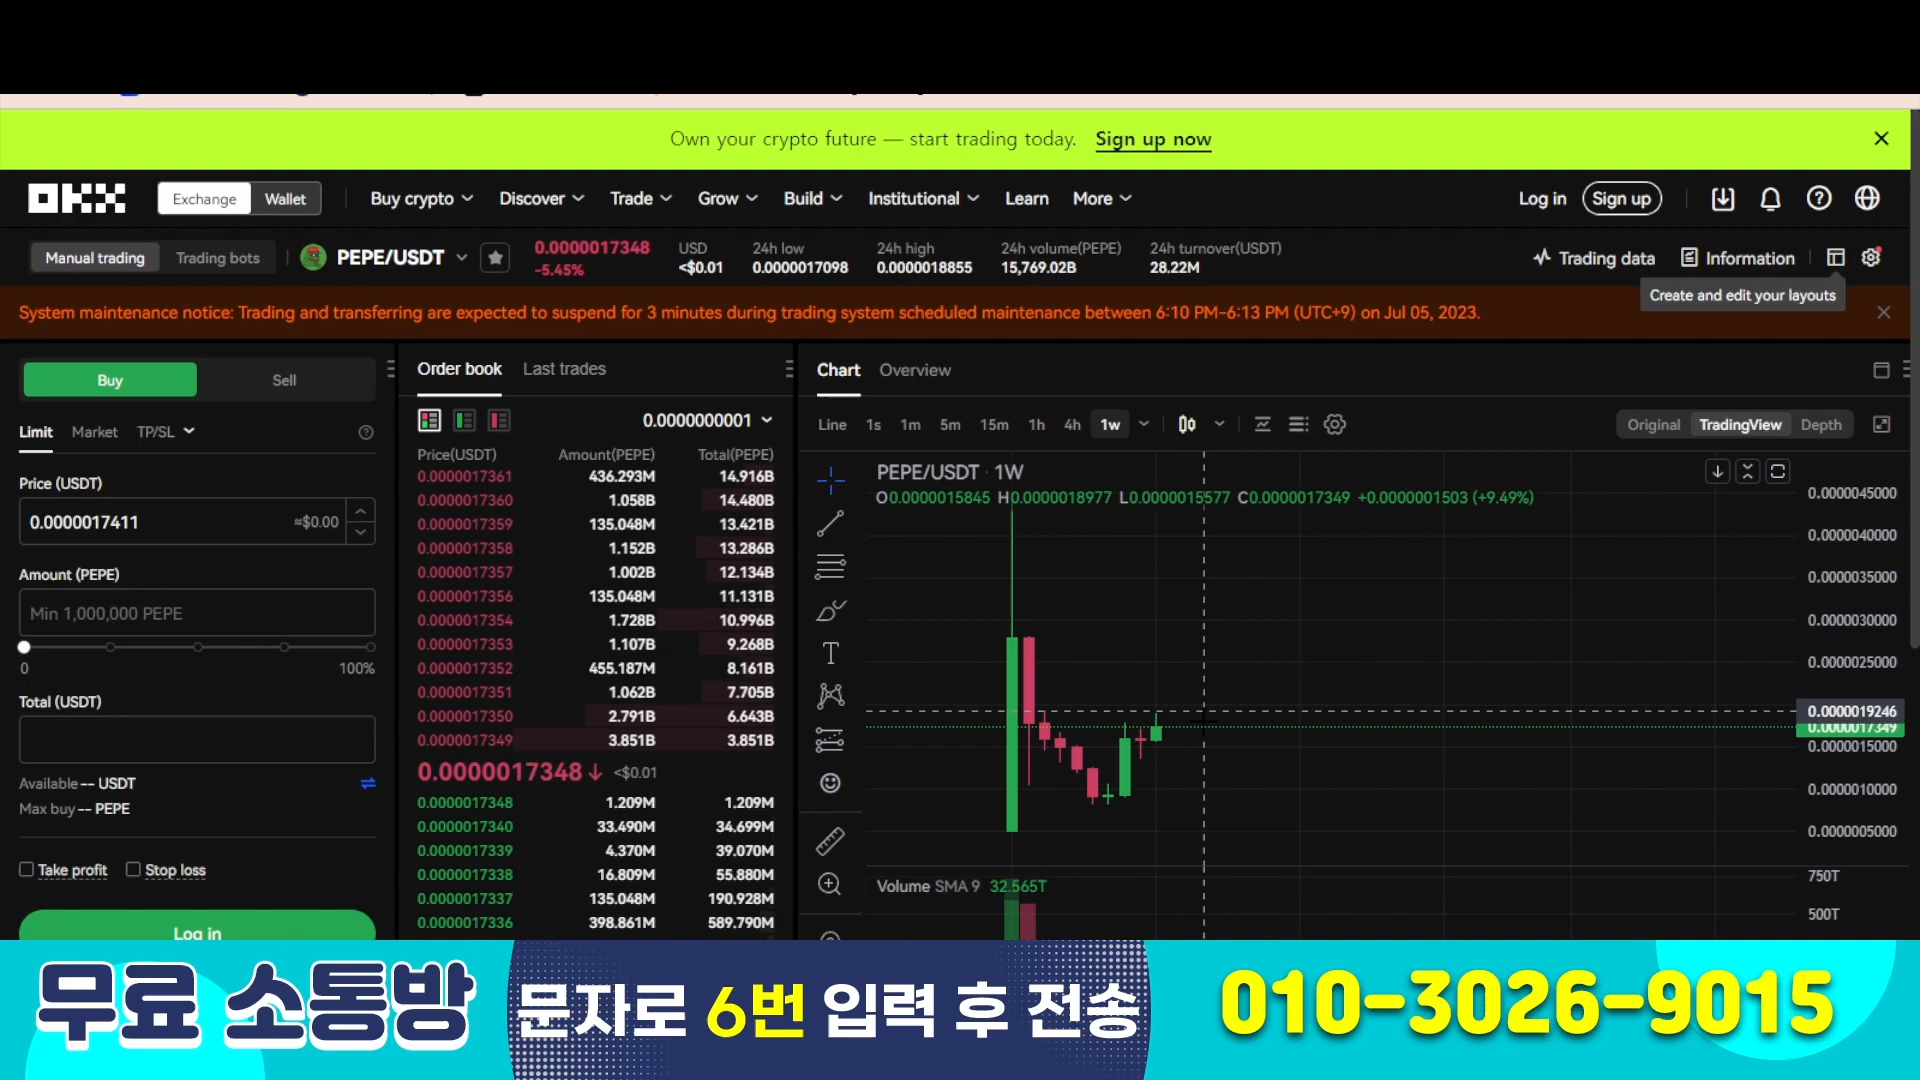 Own your crypto future — start trading today. Sign up now
OKX Exchange Wallet Buy crypto Discover Trade Grow Build Institutional Learn More Log in Sign up
Manual trading Trading bots PEPE/USDT 0.0000017348 -5.45%
USD <$0.01
24h low 0.0000017098
24h high 0.0000018855
24h volume(PEPE) 15,769.02B
24h turnover(USDT) 28.22M
Trading data Information
Create and edit your layouts
System maintenance notice: Trading and transferring are expected to suspend for 3 minutes during trading system scheduled maintenance between 6:10 PM-6:13 PM (UTC+9) on Jul 05, 2023.
Buy Sell
Limit Market TP/SL
Price (USDT)
0.0000017411 ≈$0.00
Amount (PEPE)
Min 1,000,000 PEPE
0 100%
Total (USDT)
Available -- USDT
Max buy -- PEPE
Take profit Stop loss
Log in
Order book Last trades
0.0000000001
Price(USDT) Amount(PEPE) Total(PEPE)
0.0000017361 436.293M 14.916B
0.0000017360 1.058B 14.480B
0.0000017359 135.048M 13.421B
0.0000017358 1.152B 13.286B
0.0000017357 1.002B 12.134B
0.0000017356 135.048M 11.131B
0.0000017354 1.728B 10.996B
0.0000017353 1.107B 9.268B
0.0000017352 455.187M 8.161B
0.0000017351 1.062B 7.705B
0.0000017350 2.791B 6.643B
0.0000017349 3.851B 3.851B
0.0000017348 <$0.01
0.0000017348 1.209M 1.209M
0.0000017340 33.490M 34.699M
0.0000017339 4.370M 39.070M
0.0000017338 16.809M 55.880M
0.0000017337 135.048M 190.928M
0.0000017336 398.861M 589.790M
Chart Overview
Line 1s 1m 5m 15m 1h 4h 1w Original TradingView Depth
PEPE/USDT · 1W
O0.0000015845 H0.0000018977 L0.0000015577 C0.0000017349 +0.0000001503 (+9.49%)
0.0000045000
0.0000040000
0.0000035000
0.0000030000
0.0000025000
0.0000019246
0.0000017349
0.0000015000
0.0000010000
0.0000005000
Volume SMA 9 32.565T
750T
500T
무료 소통방 문자로 6번 입력 후 전송 010-3026-9015